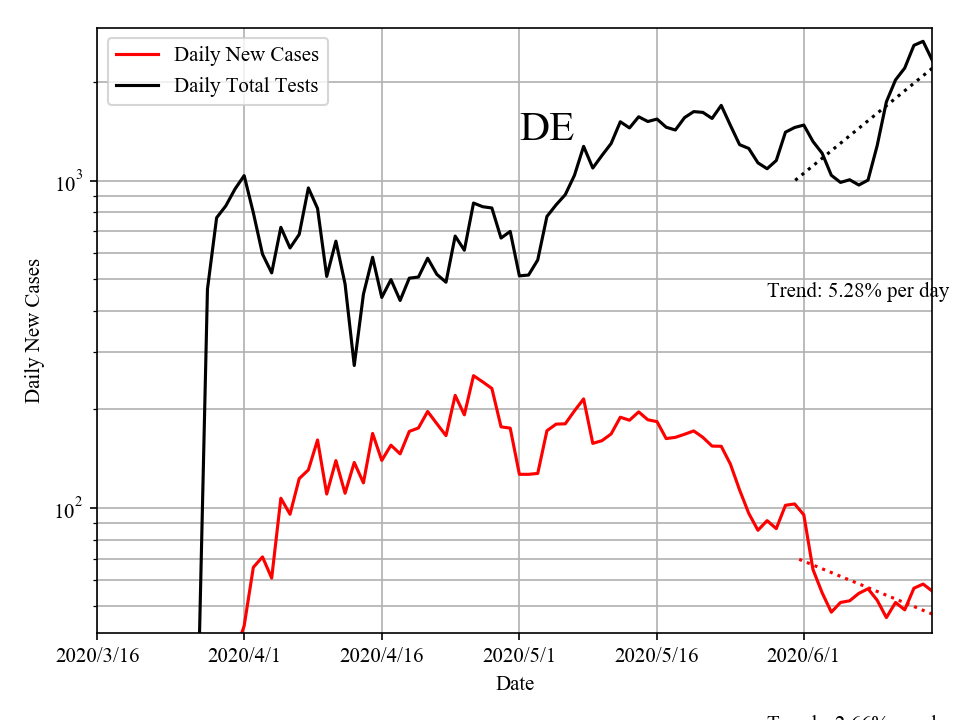 Daily New Cases
Daily Total Tests
DE
10³
Trend: 5.28% per day
Daily New Cases
10²
2020/3/16 2020/4/1 2020/4/16 2020/5/1 2020/5/16 2020/6/1
Date